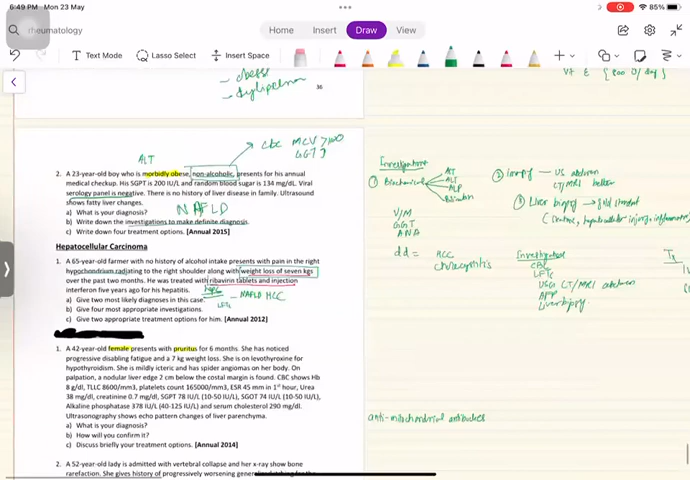 6:49 PM Mon 23 May
85%
rheumatology
Home Insert Draw View
Text Mode Lasso Select Insert Space
- obese
36
ALT
CBC MCV >100
GGT
2. A 23-year-old boy who is morbidly obese, non-alcoholic, presents for his annual
medical checkup. His SGPT is 200 IU/L and random blood sugar is 134 mg/dL. Viral
serology panel is negative. There is no history of liver disease in family. Ultrasound
shows fatty liver changes.
a) What is your diagnosis?
NAFLD
b) Write down the investigations to make definite diagnosis.
c) Write down four treatment options. [Annual 2015]
Hepatocellular Carcinoma
1. A 65-year-old farmer with no history of alcohol intake presents with pain in the right
hypochondrium radiating to the right shoulder along with weight loss of seven kgs
over the past two months. He was treated with ribavirin tablets and injection
interferon five years ago for his hepatitis.
- NAFLD HCC
LFTs
a) Give two most likely diagnoses in this case.
b) Give four most appropriate investigations.
c) Give two appropriate treatment options for him. [Annual 2012]
1. A 42-year-old female presents with pruritus for 6 months. She has noticed
progressive disabling fatigue and a 7 kg weight loss. She is on levothyroxine for
hypothyroidism. She is mildly icteric and has spider angiomas on her body. On
palpation, a nodular liver edge 2 cm below the costal margin is found. CBC shows Hb
8 g/dl, TLLC 8600/mm3, platelets count 165000/mm3, ESR 45 mm in 1st hour, Urea
38 mg/dl, creatinine 0.7 mg/dl, SGPT 78 IU/L (10-50 IU/L), SGOT 74 IU/L (10-50 IU/L),
Alkaline phosphatase 378 IU/L (40-125 IU/L) and serum cholesterol 290 mg/dl.
Ultrasonography shows echo pattern changes of liver parenchyma.
a) What is your diagnosis?
b) How will you confirm it?
c) Discuss briefly your treatment options. [Annual 2014]
2. A 52-year-old lady is admitted with vertebral collapse and her x-ray show bone
Vit E {800 U/day}
Investigations
① Biochemical
AST
ALT
ALP
Bilirubin
V/M
GGT
ANA
② Imaging - US abdomen
CT/MRI better
③ Liver biopsy → gold standard
dd = HCC
Cholecystitis
Investigations
CBC
LFTs
USG CT/MRI abdomen
AFP
Liver biopsy
Tx
anti-mitochondrial antibodies